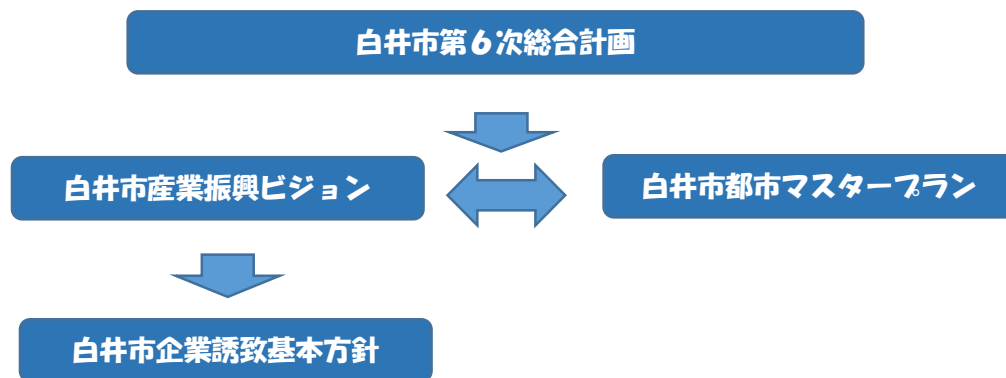 白井市第６次総合計画
白井市産業振興ビジョン
白井市都市マスタープラン
白井市企業誘致基本方針